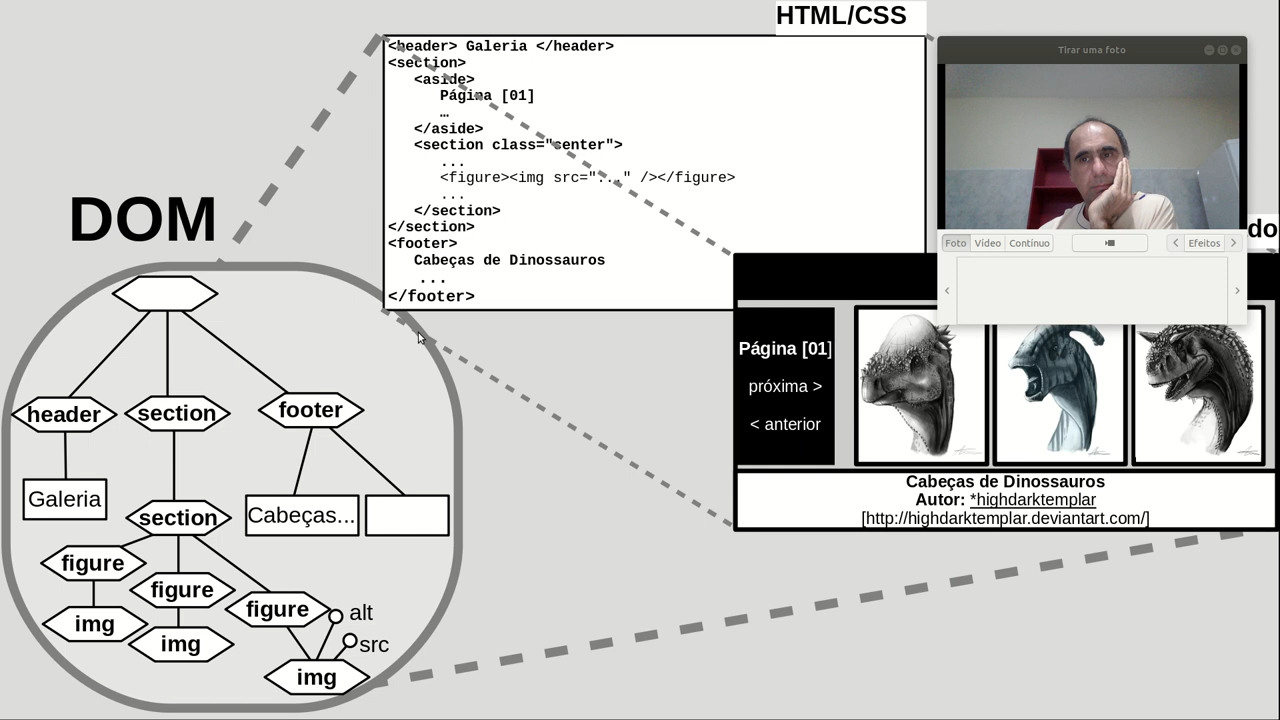 HTML/CSS
<header> Galeria </header>
<section>
<aside>
Página [01]
…
</aside>
<section class="senter">
...
<figure><img src="..." /></figure>
...
</section>
</section>
<footer>
Cabeças de Dinossauros
...
</footer>
Tirar uma foto
Foto Vídeo Contínuo
Efeitos
do
DOM
header
section
footer
Galeria
section
Cabeças...
figure
figure
figure
img
img
img
alt
src
Página [01]
próxima >
< anterior
Cabeças de Dinossauros
Autor: *highdarktemplar
[http://highdarktemplar.deviantart.com/]